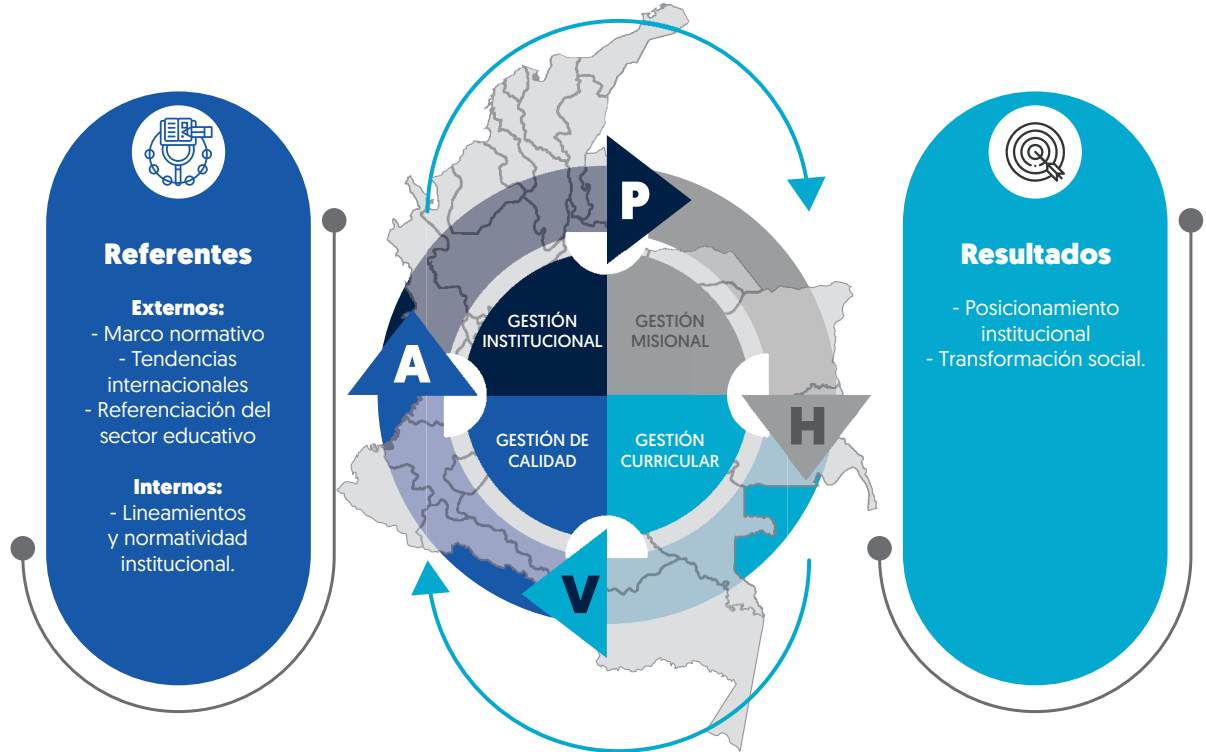 Referentes
Externos:
- Marco normativo
- Tendencias
internacionales
- Referenciación del
sector educativo
Internos:
- Lineamientos
y normatividad
institucional.
P
H
V
A
GESTIÓN
INSTITUCIONAL
GESTIÓN
MISIONAL
GESTIÓN DE
CALIDAD
GESTIÓN
CURRICULAR
Resultados
- Posicionamiento
institucional
- Transformación social.